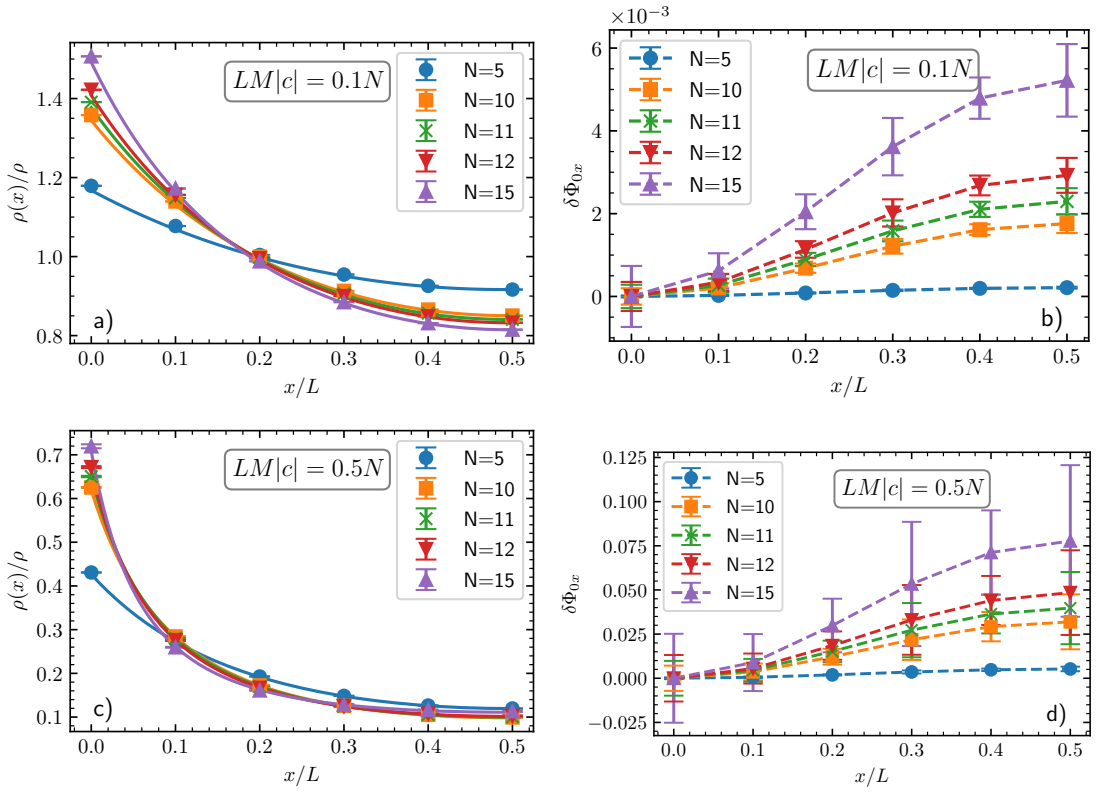 1.4
1.2
1.0
0.8
ρ(x)/ρ
LM|c| = 0.1N
N=5
N=10
N=11
N=12
N=15
a)
0.0 0.1 0.2 0.3 0.4 0.5
x/L
×10⁻³
6
4
2
0
δΦ₀ₓ
N=5
N=10
N=11
N=12
N=15
LM|c| = 0.1N
b)
0.0 0.1 0.2 0.3 0.4 0.5
x/L
0.7
0.6
0.5
0.4
0.3
0.2
0.1
ρ(x)/ρ
LM|c| = 0.5N
N=5
N=10
N=11
N=12
N=15
c)
0.0 0.1 0.2 0.3 0.4 0.5
x/L
0.125
0.100
0.075
0.050
0.025
0.000
−0.025
δΦ₀ₓ
N=5
N=10
N=11
N=12
N=15
LM|c| = 0.5N
d)
0.0 0.1 0.2 0.3 0.4 0.5
x/L